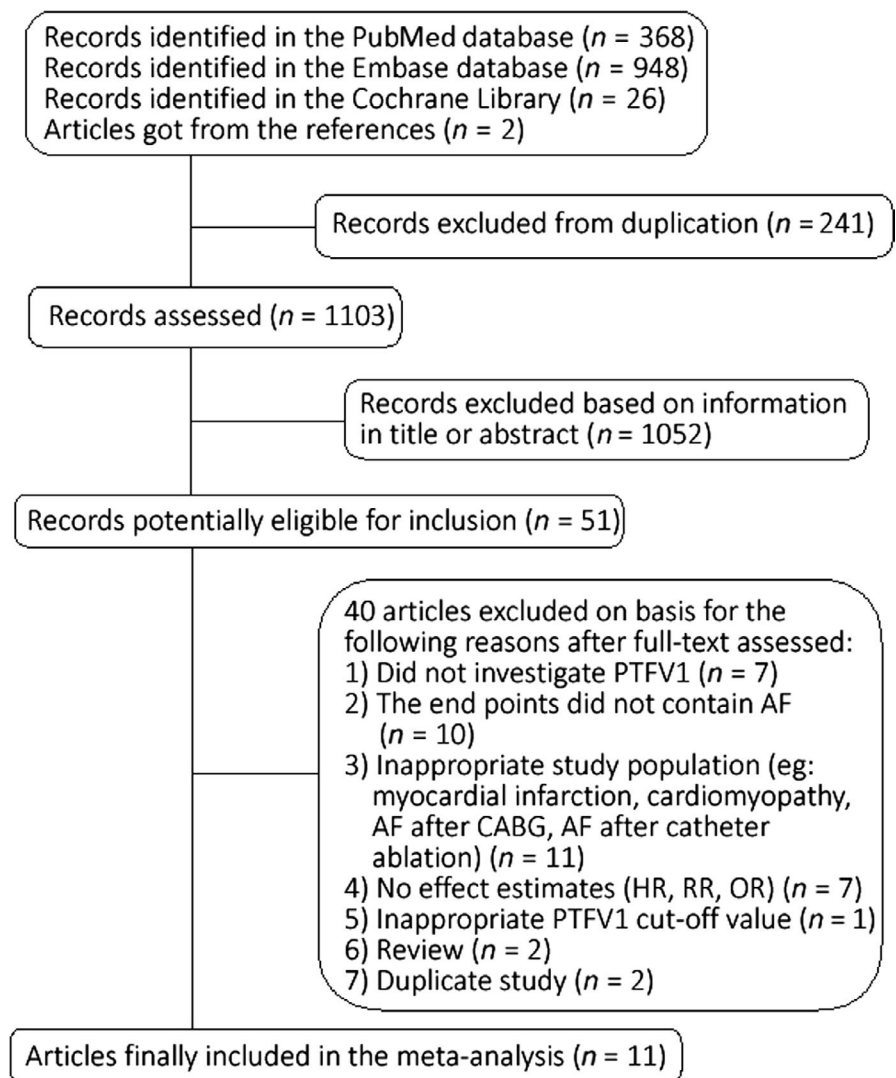 Records identified in the PubMed database (n = 368)
Records identified in the Embase database (n = 948)
Records identified in the Cochrane Library (n = 26)
Articles got from the references (n = 2)
Records excluded from duplication (n = 241)
Records assessed (n = 1103)
Records excluded based on information
in title or abstract (n = 1052)
Records potentially eligible for inclusion (n = 51)
40 articles excluded on basis for the
following reasons after full-text assessed:
1) Did not investigate PTFV1 (n = 7)
2) The end points did not contain AF
(n = 10)
3) Inappropriate study population (eg:
myocardial infarction, cardiomyopathy,
AF after CABG, AF after catheter
ablation) (n = 11)
4) No effect estimates (HR, RR, OR) (n = 7)
5) Inappropriate PTFV1 cut-off value (n = 1)
6) Review (n = 2)
7) Duplicate study (n = 2)
Articles finally included in the meta-analysis (n = 11)